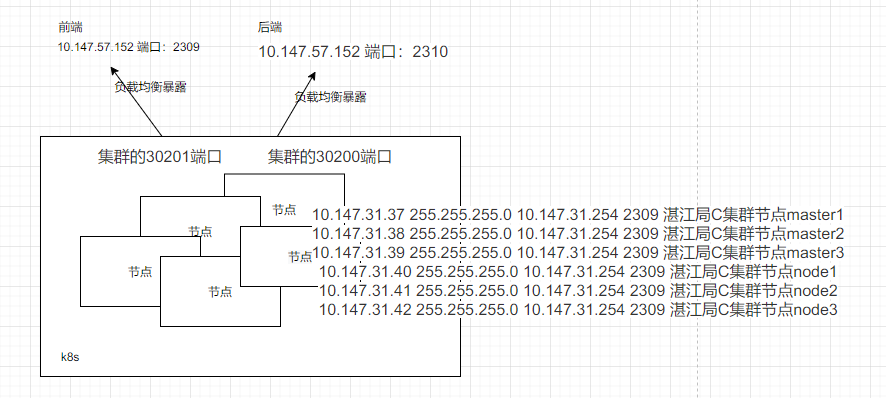 前端
10.147.57.152 端口：2309
后端
10.147.57.152 端口：2310
负载均衡暴露
负载均衡暴露
集群的30201端口
集群的30200端口
节点
节点
节点
节点
节点
10.147.31.37 255.255.255.0 10.147.31.254 2309 湛江局C集群节点master1
10.147.31.38 255.255.255.0 10.147.31.254 2309 湛江局C集群节点master2
10.147.31.39 255.255.255.0 10.147.31.254 2309 湛江局C集群节点master3
10.147.31.40 255.255.255.0 10.147.31.254 2309 湛江局C集群节点node1
10.147.31.41 255.255.255.0 10.147.31.254 2309 湛江局C集群节点node2
10.147.31.42 255.255.255.0 10.147.31.254 2309 湛江局C集群节点node3
k8s